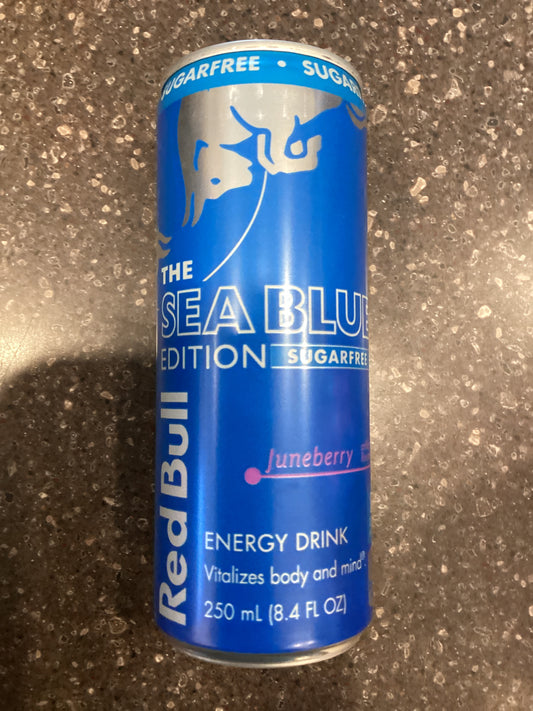 SUGARFREE • SUGAR
THE
SEA BLUE
EDITION SUGARFREE
Juneberry
Red Bull
ENERGY DRINK
Vitalizes body and mind®.
250 mL (8.4 FL OZ)